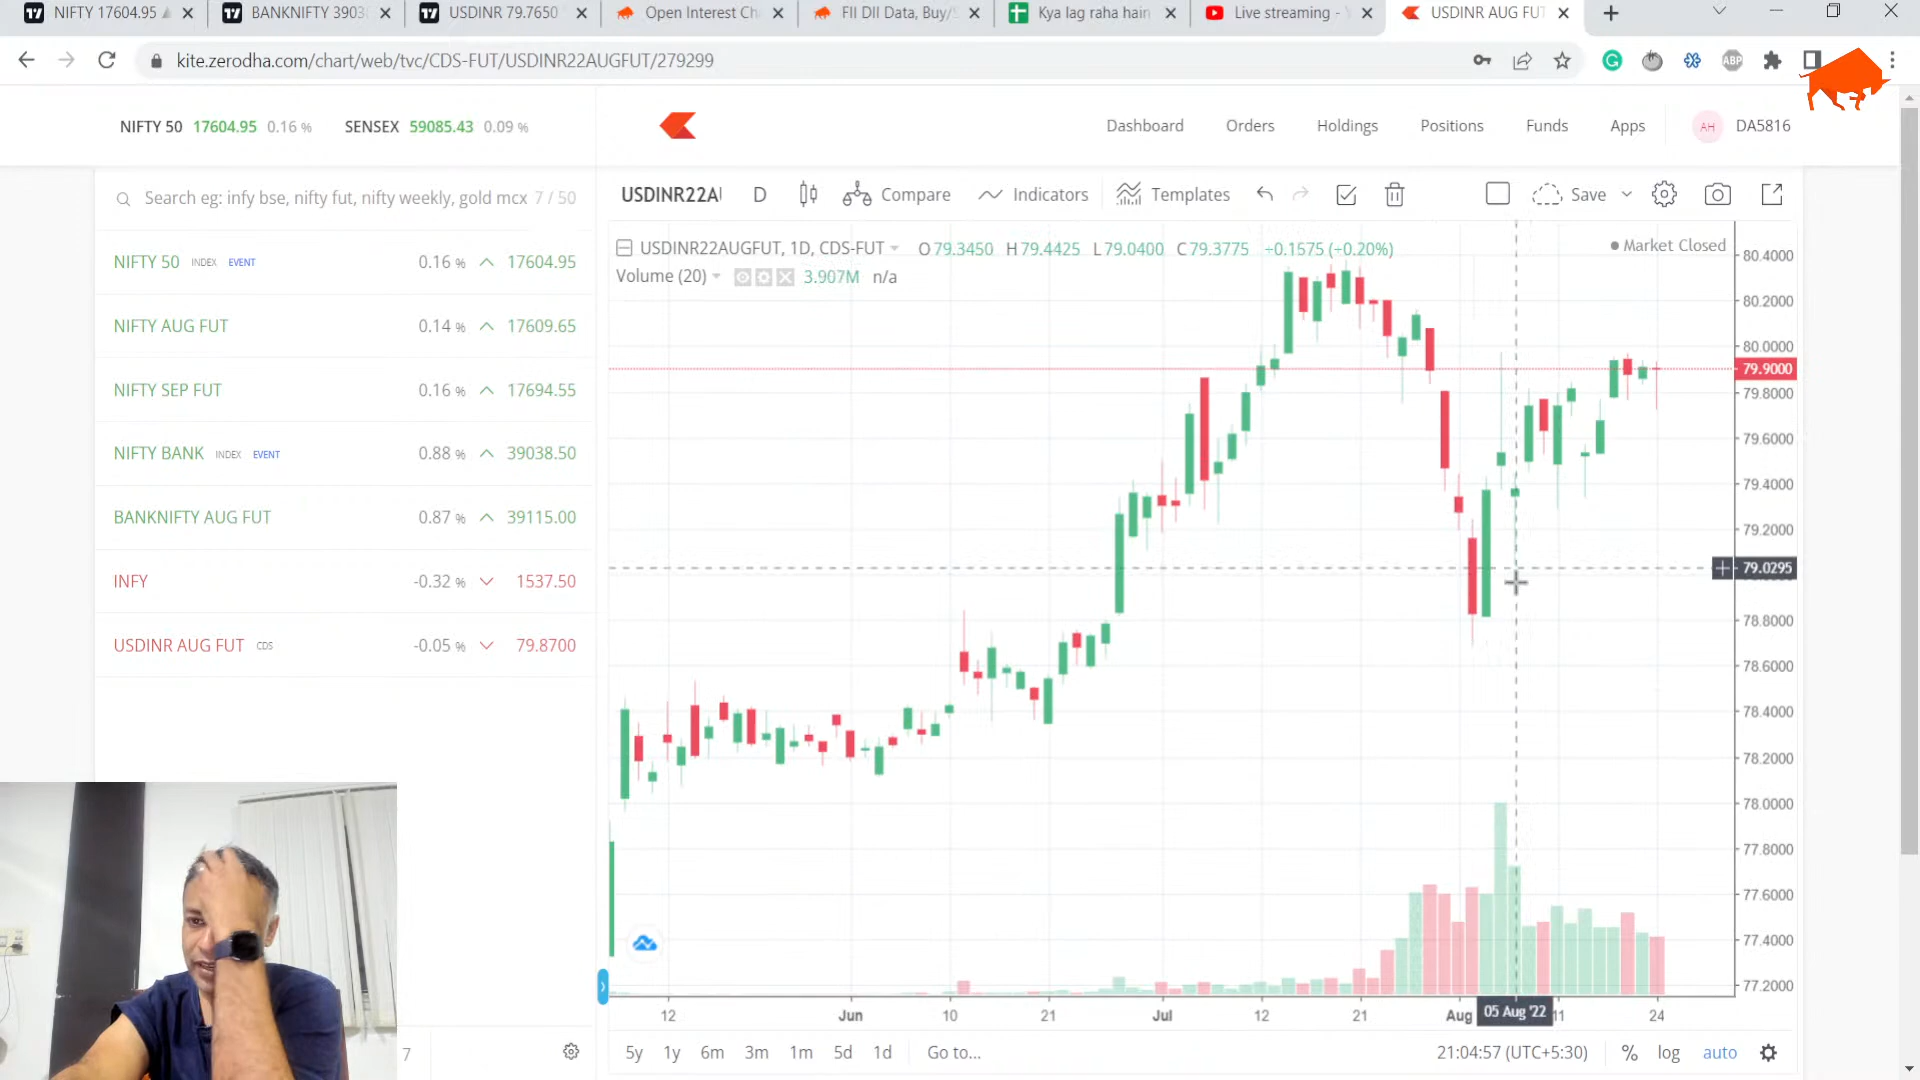 NIFTY 17604.95
BANKNIFTY 3903
USDINR 79.7650
Open Interest Ch
FII DII Data, Buy/S
Kya lag raha hain
Live streaming - Y
USDINR AUG FUT
kite.zerodha.com/chart/web/tvc/CDS-FUT/USDINR22AUGFUT/279299
G
ABP
NIFTY 50 17604.95 0.16 % SENSEX 59085.43 0.09 %
Dashboard Orders Holdings Positions Funds Apps AH DA5816
Search eg: infy bse, nifty fut, nifty weekly, gold mcx 7 / 50
USDINR22AU D Compare Indicators Templates Save
NIFTY 50 INDEX EVENT 0.16 % 17604.95
NIFTY AUG FUT 0.14 % 17609.65
NIFTY SEP FUT 0.16 % 17694.55
NIFTY BANK INDEX EVENT 0.88 % 39038.50
BANKNIFTY AUG FUT 0.87 % 39115.00
INFY -0.32 % 1537.50
USDINR AUG FUT CDS -0.05 % 79.8700
USDINR22AUGFUT, 1D, CDS-FUT O 79.3450 H 79.4425 L 79.0400 C 79.3775 +0.1575 (+0.20%)
Market Closed
Volume (20) 3.907M n/a
80.4000
80.2000
80.0000
79.9000
79.8000
79.6000
79.4000
79.2000
79.0295
78.8000
78.6000
78.4000
78.2000
78.0000
77.8000
77.6000
77.4000
77.2000
12 Jun 10 21 Jul 12 21 Aug 05 Aug '22 11 24
7
5y 1y 6m 3m 1m 5d 1d Go to... 21:04:57 (UTC+5:30) % log auto